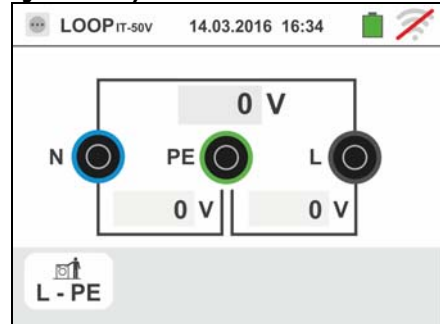 LOOP IT-50V 14.03.2016 16:34
0 V
N PE L
0 V 0 V
L - PE